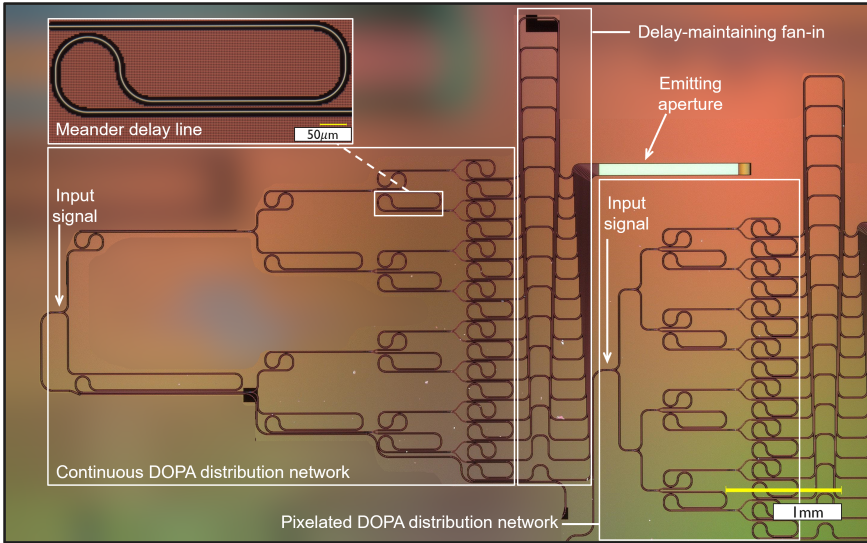 Delay-maintaining fan-in
Meander delay line
50μm
Emitting
aperture
Input
signal
Input
signal
Continuous DOPA distribution network
Pixelated DOPA distribution network
1mm